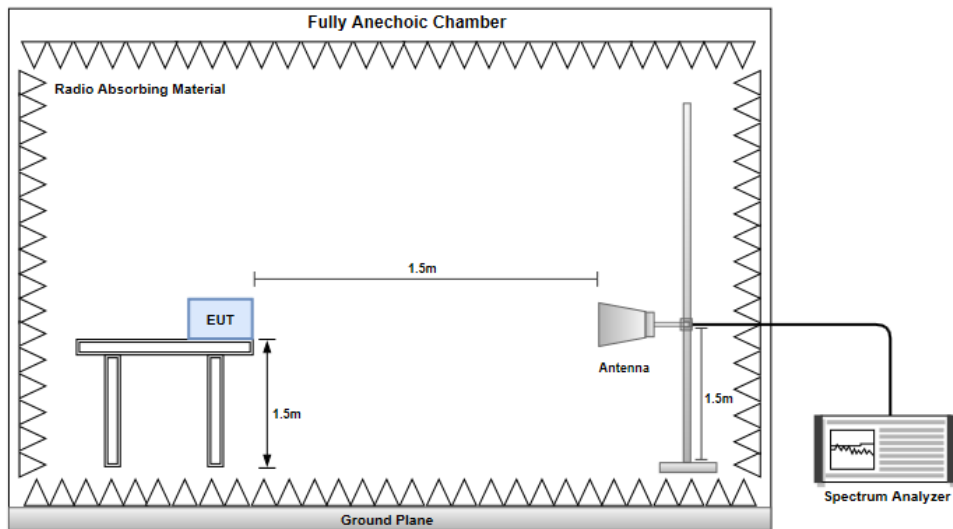 Fully Anechoic Chamber
Radio Absorbing Material
1.5m
EUT
Antenna
1.5m
1.5m
Spectrum Analyzer
Ground Plane